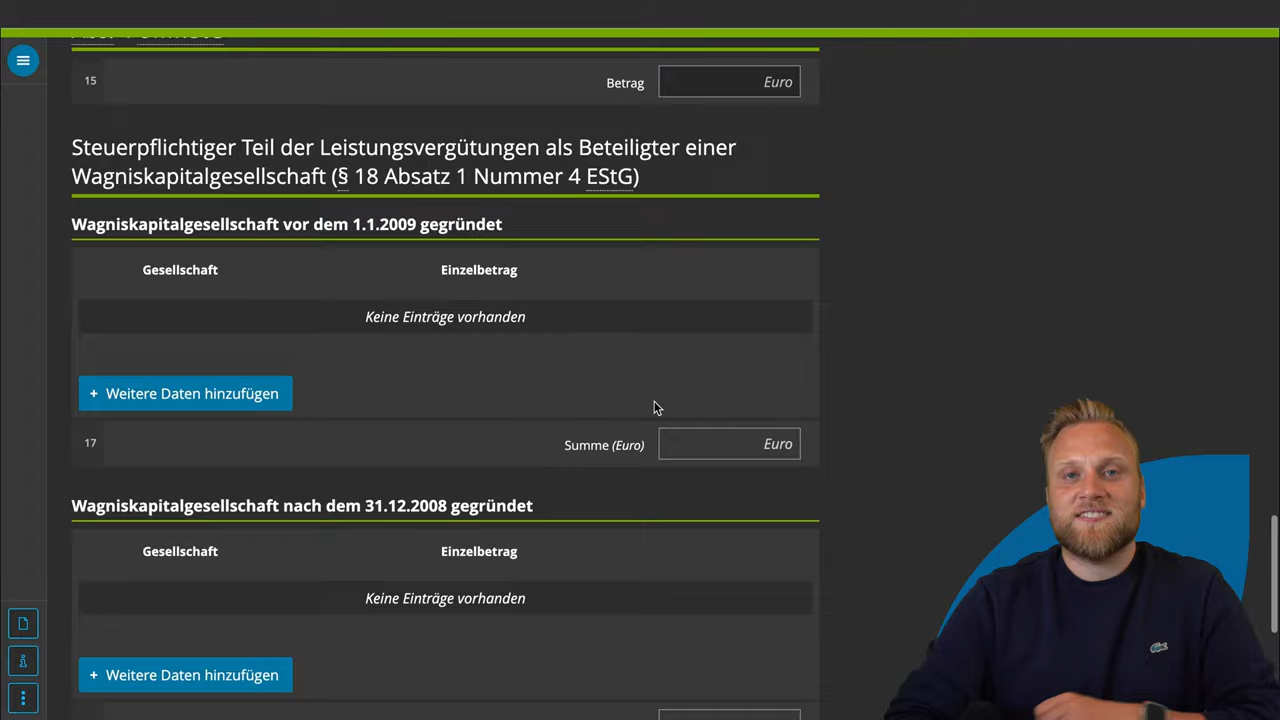 15
Betrag
Euro
Steuerpflichtiger Teil der Leistungsvergütungen als Beteiligter einer
Wagniskapitalgesellschaft (§ 18 Absatz 1 Nummer 4 EStG)
Wagniskapitalgesellschaft vor dem 1.1.2009 gegründet
Gesellschaft
Einzelbetrag
Keine Einträge vorhanden
+ Weitere Daten hinzufügen
17
Summe (Euro)
Euro
Wagniskapitalgesellschaft nach dem 31.12.2008 gegründet
Gesellschaft
Einzelbetrag
Keine Einträge vorhanden
+ Weitere Daten hinzufügen